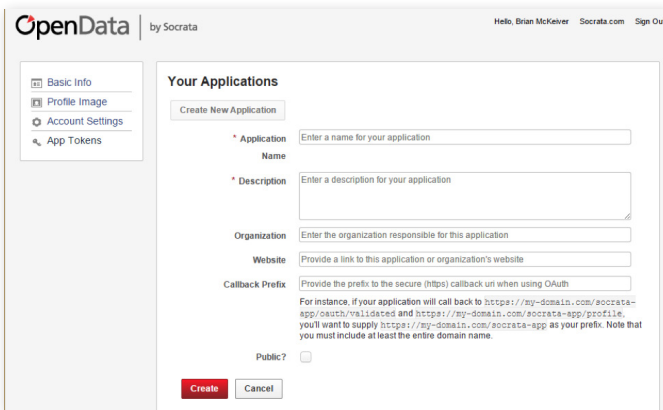 OpenData by Socrata
Hello, Brian McKeiver Socrata.com Sign Ou
Basic Info
Profile Image
Account Settings
App Tokens
Your Applications
Create New Application
* Application Name
Enter a name for your application
* Description
Enter a description for your application
Organization
Enter the organization responsible for this application
Website
Provide a link to this application or organization's website
Callback Prefix
Provide the prefix to the secure (https) callback uri when using OAuth
For instance, if your application will call back to https://my-domain.com/socrata-
app/oauth/validated and https://my-domain.com/socrata-app/profile,
you'll want to supply https://my-domain.com/socrata-app as your prefix. Note that
you must include at least the entire domain name.
Public?
Create Cancel